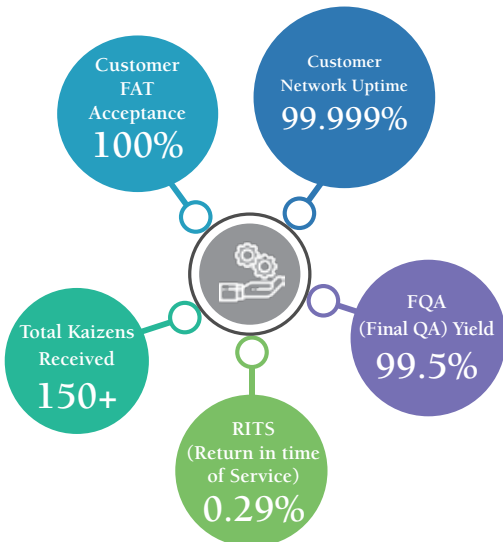 Customer
FAT
Acceptance
100%
Customer
Network Uptime
99.999%
FQA
(Final QA) Yield
99.5%
RITS
(Return in time
of Service)
0.29%
Total Kaizens
Received
150+